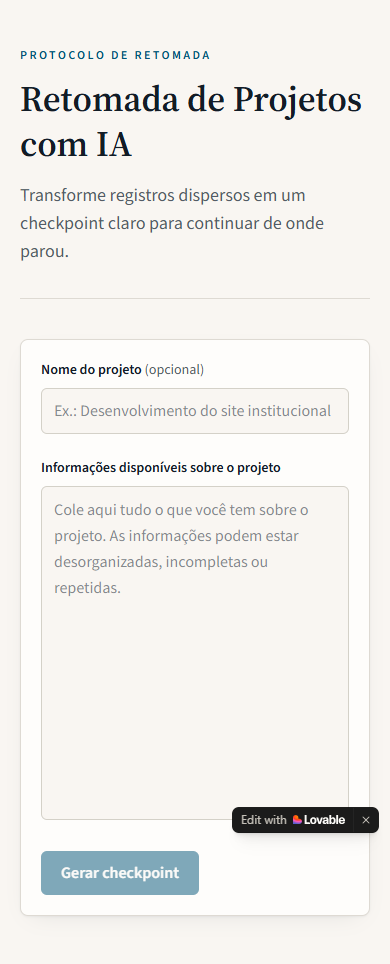 PROTOCOLO DE RETOMADA
Retomada de Projetos
com IA
Transforme registros dispersos em um
checkpoint claro para continuar de onde
parou.
Nome do projeto (opcional)
Ex.: Desenvolvimento do site institucional
Informações disponíveis sobre o projeto
Cole aqui tudo o que você tem sobre o
projeto. As informações podem estar
desorganizadas, incompletas ou
repetidas.
Edit with Lovable ×
Gerar checkpoint